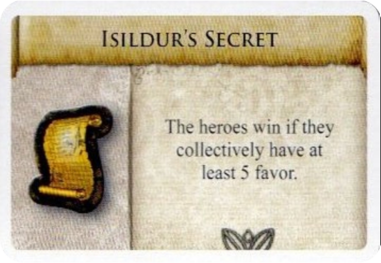 ISILDUR'S SECRET
The heroes win if they
collectively have at
least 5 favor.